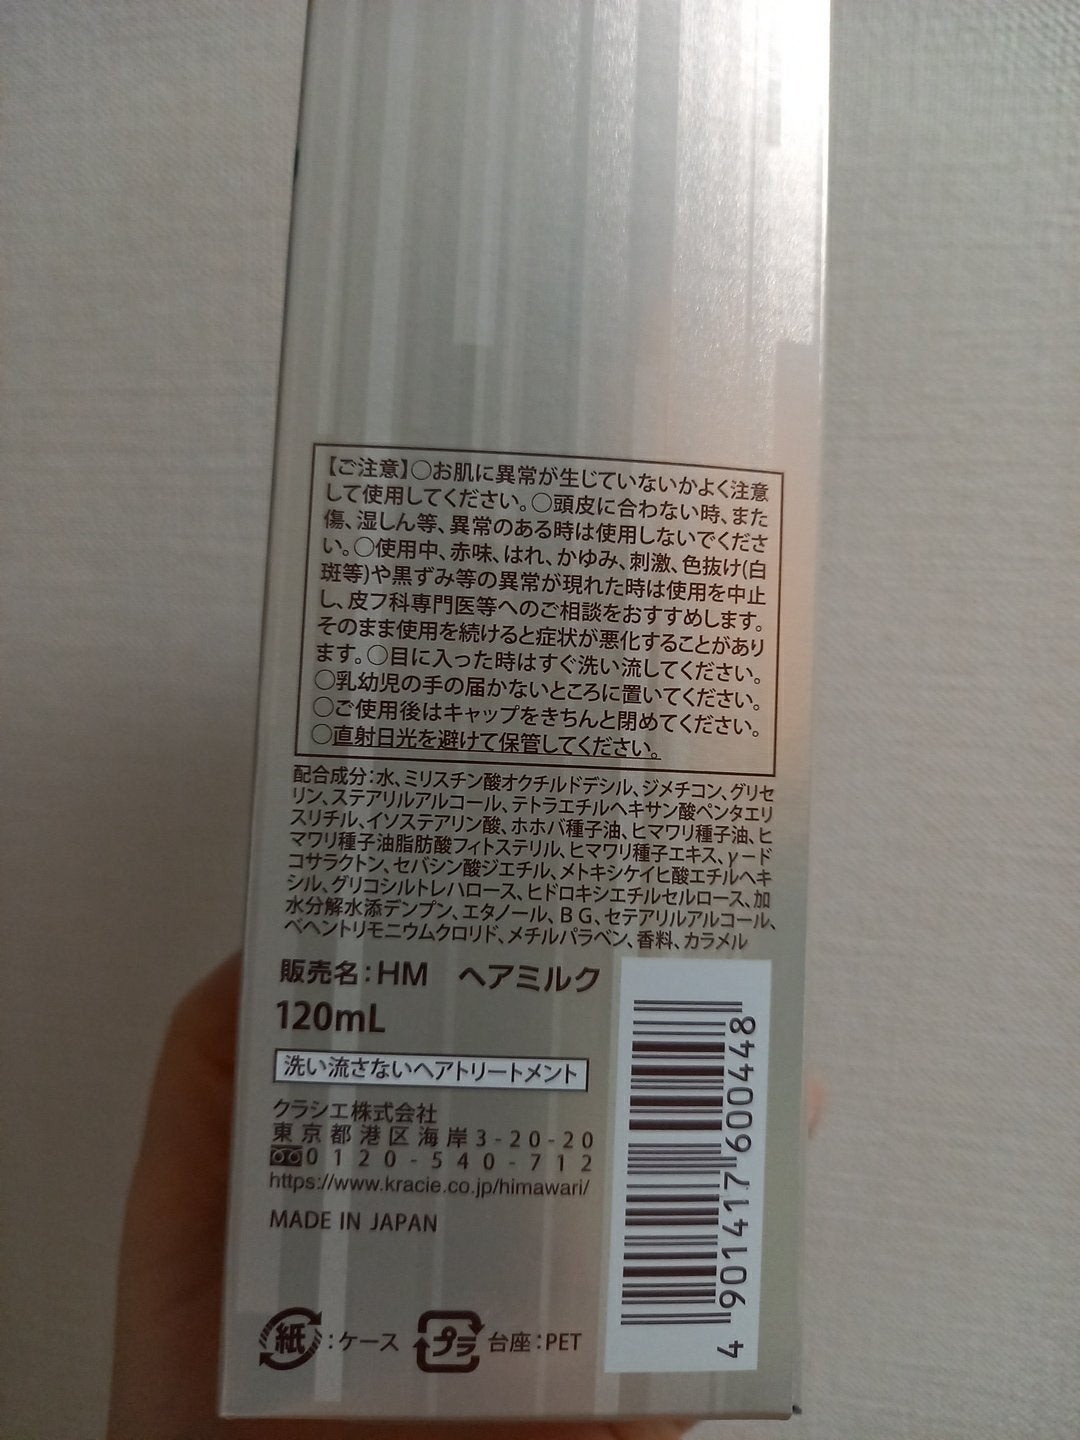 【ご注意】○お肌に異常が生じていないかよく注意
して使用してください。○頭皮に合わない時、また
傷、湿しん等、異常のある時は使用しないでくださ
い。○使用中、赤味、はれ、かゆみ、刺激、色抜け(白
斑等)や黒ずみ等の異常が現れた時は使用を中止
し、皮フ科専門医等へのご相談をおすすめします。
そのまま使用を続けると症状が悪化することがあり
ます。○目に入った時はすぐ洗い流してください。
○乳幼児の手の届かないところに置いてください。
○ご使用後はキャップをきちんと閉めてください。
○直射日光を避けて保管してください。
配合成分：水、ミリスチン酸オクチルドデシル、ジメチコン、グリセ
リン、ステアリルアルコール、テトラエチルヘキサン酸ペンタエリ
スリチル、イソステアリン酸、ホホバ種子油、ヒマワリ種子油、ヒ
マワリ種子油脂肪酸フィトステリル、ヒマワリ種子エキス、γ－ド
コサラクトン、セバシン酸ジエチル、メトキシケイヒ酸エチルヘキ
シル、グリコシルトレハロース、ヒドロキシエチルセルロース、加
水分解水添デンプン、エタノール、ＢＧ、セテアリルアルコール、
ベヘントリモニウムクロリド、メチルパラベン、香料、カラメル
販売名：HM ヘアミルク
120mL
洗い流さないヘアトリートメント
クラシエ株式会社
東京都港区海岸3-20-20
0120-540-712
https://www.kracie.co.jp/himawari/
MADE IN JAPAN
紙：ケース プラ 台座：PET
4 901417 600448